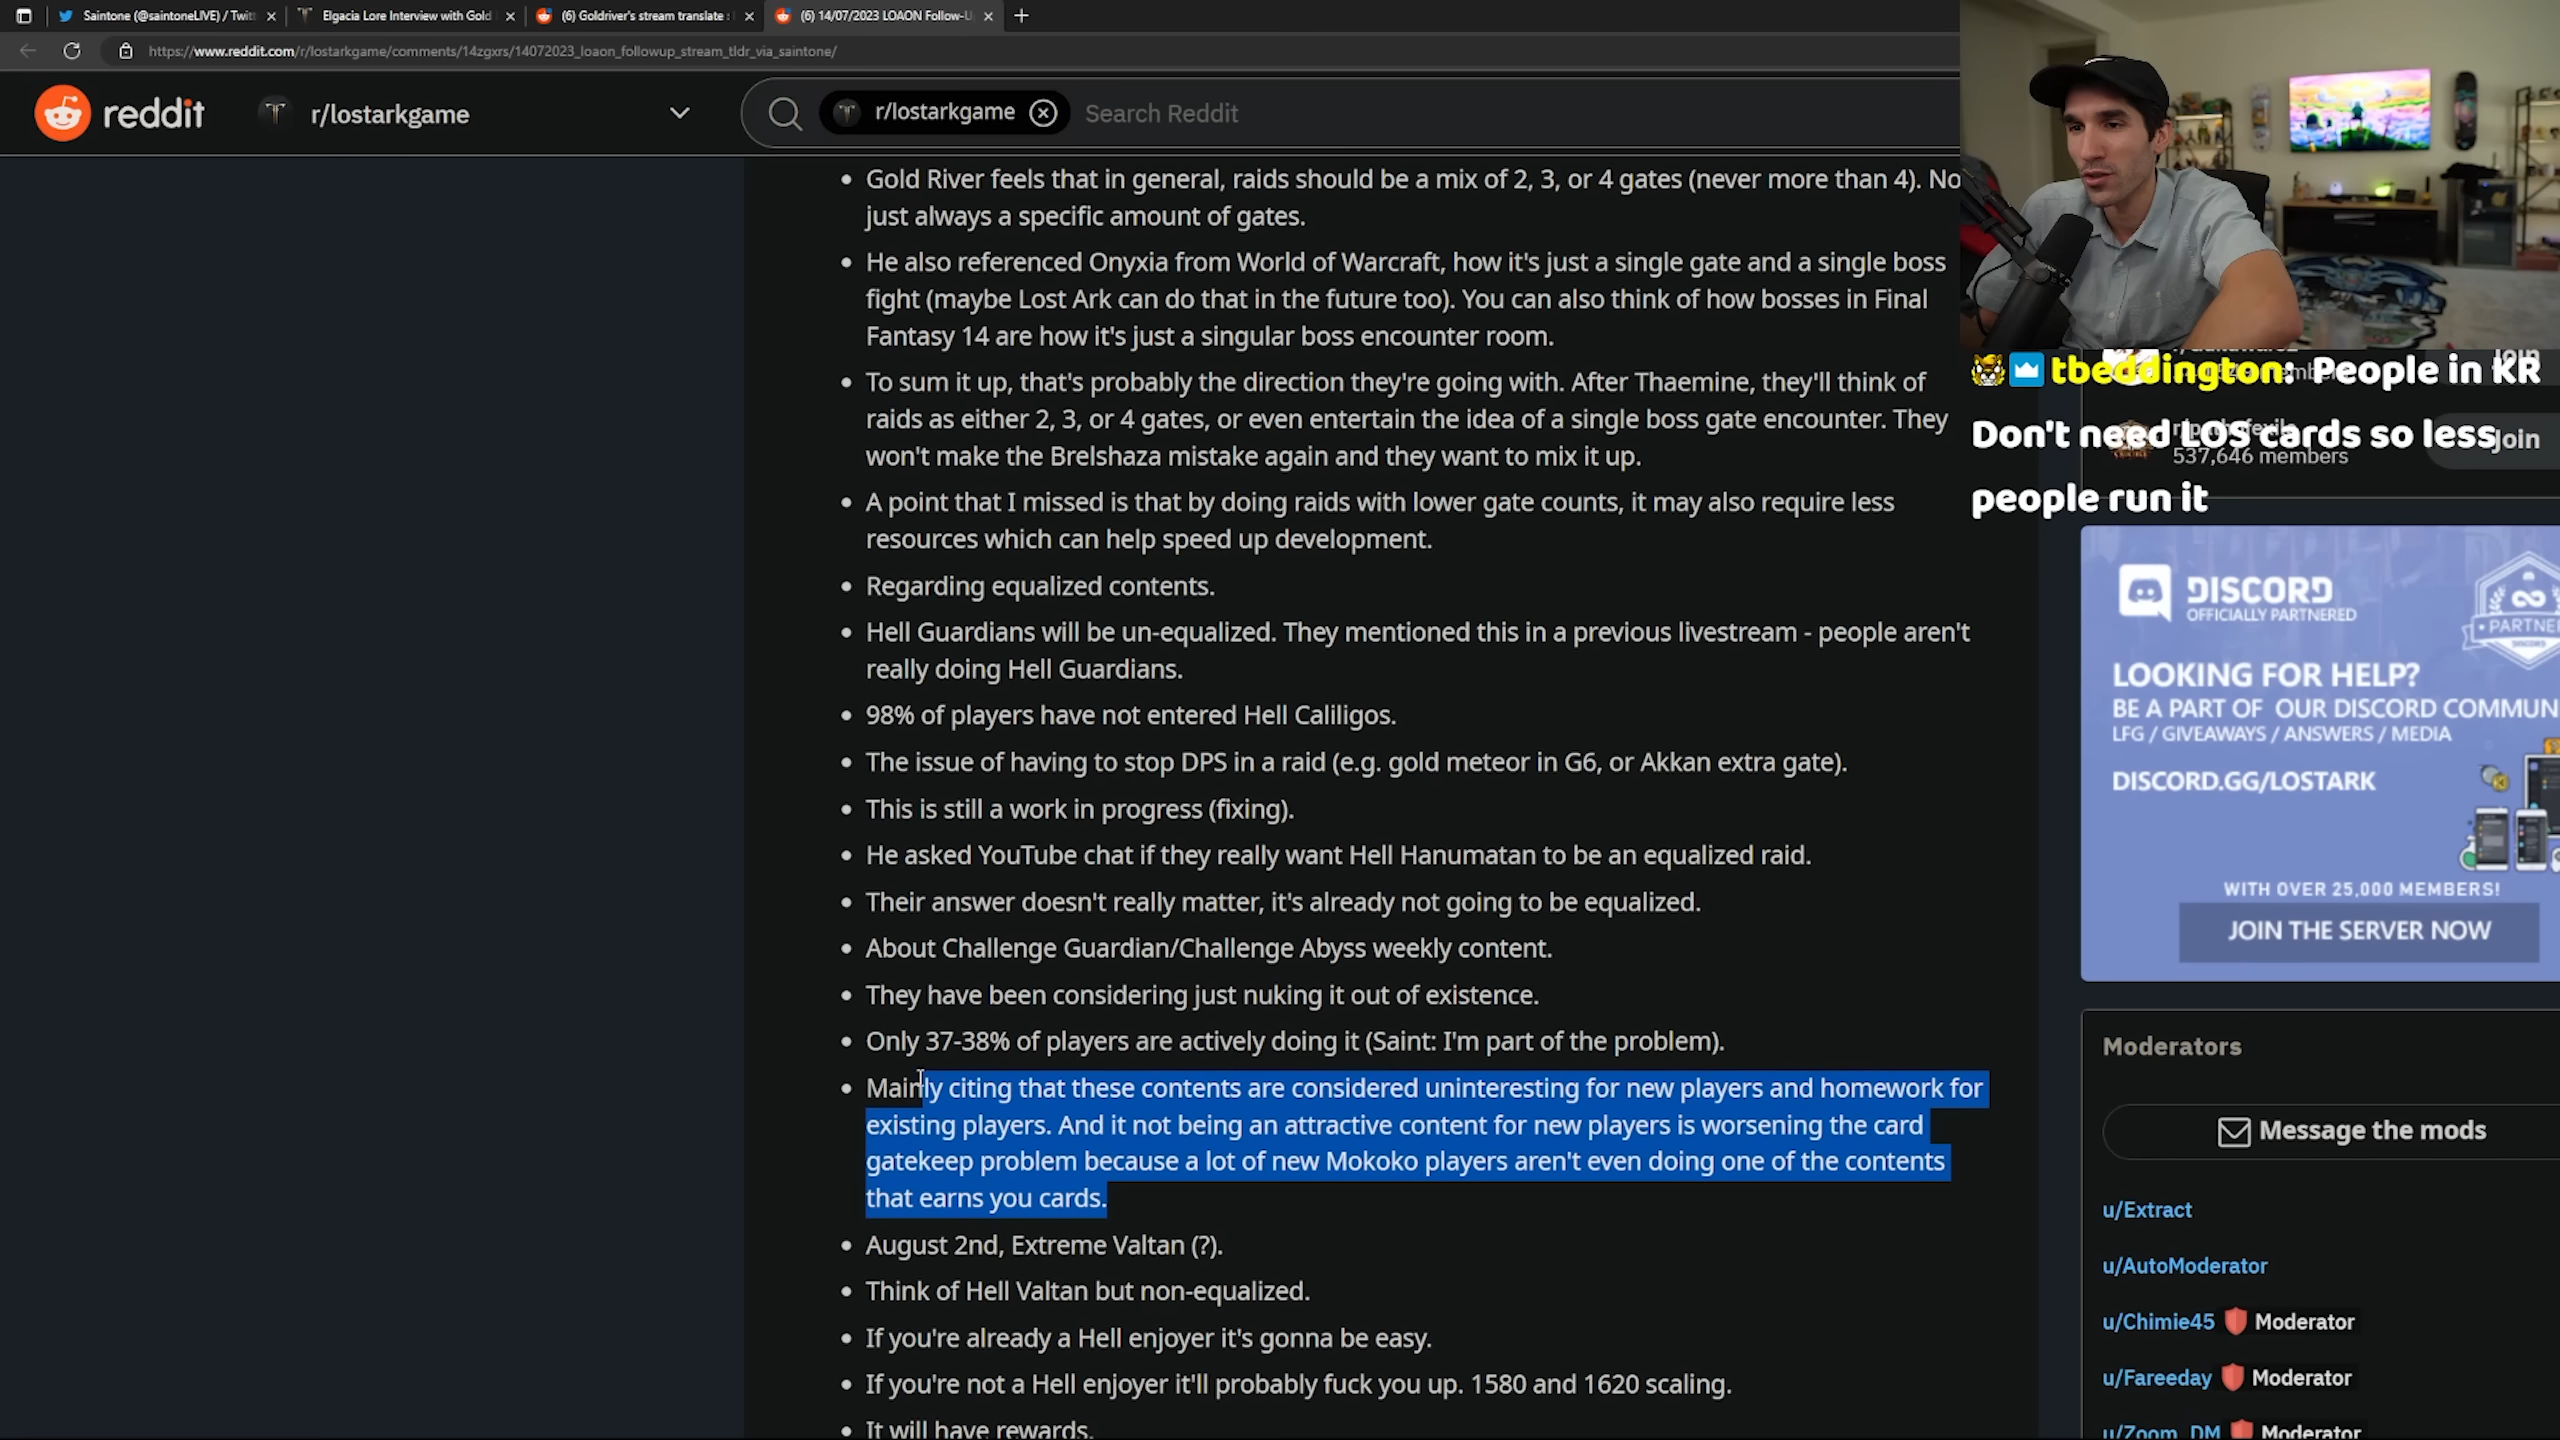 Saintone (@saintoneLIVE) / Twitt
Elgacia Lore Interview with Gold
(6) Goldriver's stream translate :
(6) 14/07/2023 LOAON Follow-U
https://www.reddit.com/r/lostarkgame/comments/14zgxrs/14072023_loaon_followup_stream_tldr_via_saintone/
reddit
r/lostarkgame
r/lostarkgame
Search Reddit
Gold River feels that in general, raids should be a mix of 2, 3, or 4 gates (never more than 4). No
just always a specific amount of gates.
He also referenced Onyxia from World of Warcraft, how it's just a single gate and a single boss
fight (maybe Lost Ark can do that in the future too). You can also think of how bosses in Final
Fantasy 14 are how it's just a singular boss encounter room.
To sum it up, that's probably the direction they're going with. After Thaemine, they'll think of
raids as either 2, 3, or 4 gates, or even entertain the idea of a single boss gate encounter. They
won't make the Brelshaza mistake again and they want to mix it up.
A point that I missed is that by doing raids with lower gate counts, it may also require less
resources which can help speed up development.
Regarding equalized contents.
Hell Guardians will be un-equalized. They mentioned this in a previous livestream - people aren't
really doing Hell Guardians.
98% of players have not entered Hell Caliligos.
The issue of having to stop DPS in a raid (e.g. gold meteor in G6, or Akkan extra gate).
This is still a work in progress (fixing).
He asked YouTube chat if they really want Hell Hanumatan to be an equalized raid.
Their answer doesn't really matter, it's already not going to be equalized.
About Challenge Guardian/Challenge Abyss weekly content.
They have been considering just nuking it out of existence.
Only 37-38% of players are actively doing it (Saint: I'm part of the problem).
Mainly citing that these contents are considered uninteresting for new players and homework for
existing players. And it not being an attractive content for new players is worsening the card
gatekeep problem because a lot of new Mokoko players aren't even doing one of the contents
that earns you cards.
August 2nd, Extreme Valtan (?).
Think of Hell Valtan but non-equalized.
If you're already a Hell enjoyer it's gonna be easy.
If you're not a Hell enjoyer it'll probably fuck you up. 1580 and 1620 scaling.
It will have rewards.
tbeddington: People in KR
Don't need LOS cards so less
people run it
Join
Join
537,646 members
DISCORD
OFFICIALLY PARTNERED
PARTNE
LOOKING FOR HELP?
BE A PART OF OUR DISCORD COMMUN
LFG / GIVEAWAYS / ANSWERS / MEDIA
DISCORD.GG/LOSTARK
WITH OVER 25,000 MEMBERS!
JOIN THE SERVER NOW
Moderators
Message the mods
u/Extract
u/AutoModerator
u/Chimie45 Moderator
u/Fareeday Moderator
u/Zoom_DM Moderator